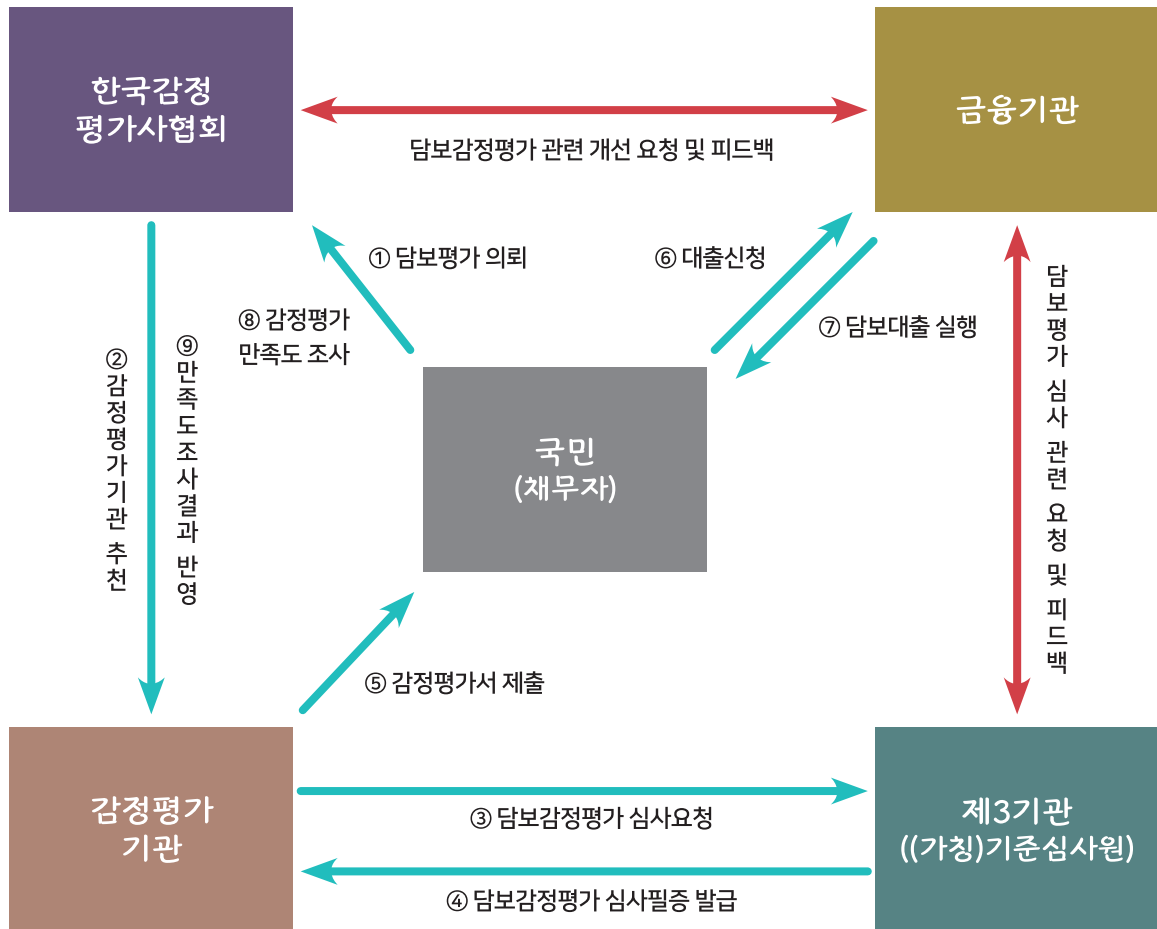 한국감정
평가사협회
금융기관
담보감정평가 관련 개선 요청 및 피드백
① 담보평가 의뢰
⑥ 대출신청
⑧ 감정평가
만족도 조사
⑦ 담보대출 실행
②감정평가기관 추천
⑨만족도조사결과 반영
담보평가 심사 관련 요청 및 피드백
국민
(채무자)
⑤ 감정평가서 제출
감정평가
기관
③ 담보감정평가 심사요청
④ 담보감정평가 심사필증 발급
제3기관
((가칭)기준심사원)